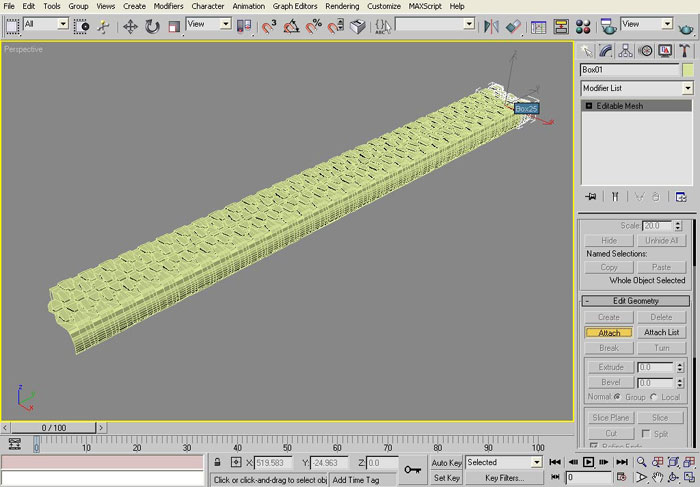 File Edit Tools Group Views Create Modifiers Character Animation Graph Editors Rendering Customize MAXScript Help
All View 3 % ABC View
Perspective
Box25
x
Box01
Modifier List
Editable Mesh
Scale: 20.0
Hide Unhide All
Named Selections:
Copy Paste
Whole Object Selected
- Edit Geometry
Create Delete
Attach Attach List
Break Turn
Extrude 0.0
Bevel 0.0
Normal Group Local
Slice Plane Slice
Cut Split
Refine Ends
z
x
< 0 / 100 >
0 10 20 30 40 50 60 70 80 90 100
X: 519.583 Y: -24.963 Z: 0.0
Auto Key Selected
Click or click-and-drag to select obj Add Time Tag
Set Key Key Filters...
0